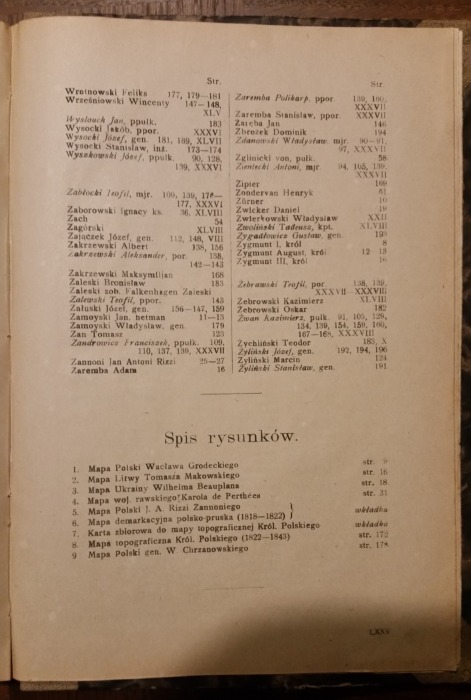 Str.
Wrotnowski Feliks 177, 179—181
Wrześniowski Wincenty 147—148,
XLV
Wysłouch Jan, ppułk. 183
Wysocki Jakób, ppor. XXXVI
Wysocki Józef, gen. 181, 189, XLVII
Wysocki Stanisław, inż. 173—174
Wyszkowski Józef, ppułk. 90, 128,
139, XXXVI
Zabłocki Teofil, mjr. 109, 139,
177, XXXVI
Zaborowski Ignacy ks. 36, XLVIII
Zach 54
Zagórski XLVIII
Zajączek Józef, gen. 112, 148, VIII
Zakrzewski Albert 138, 156
Zakrzewski Aleksander, por. 138,
142—143
Zakrzewski Maksymiljan 168
Zaleski Bronisław 183
Zaleski zob. Falkenhagen Zaleski
Zalewski Teofil, ppor. 143
Załuski Józef, gen. 156—147, 159
Zamoyski Jan, hetman 11—13
Zamoyski Władysław, gen. 179
Zan Tomasz 123
Zandrowicz Franciszek, ppułk. 109,
110, 137, 139, XXXVII
Zannoni Jan Antoni Rizzi 25—27
Zaremba Adam 16
Str
Zaremba Polikarp, ppor. 139, 160,
XXXVII
Zaremba Stanisław, ppor. XXXVII
Zaręba Jan 146
Zbrożek Dominik 194
Zdanowski Władysław, mjr. 90—91,
97, XXXVII
Zglinicki von, pułk. 58
Zieniecki Antoni, mjr 94, 105, 139,
XXXVII
Zipier 169
Zondervan Henryk 61
Zürner 10
Zwicker Daniel 19
Zwierkowski Władysław XXII
Zwoliński Tadeusz, kpt. XLVIII
Zygadłowicz Gustaw, gen. 193
Zygmunt I, król 8
Zygmunt August, król 12—13
Zygmunt III, król 16
Żebrawski Teofil, por 138, 139,
XXXVII—XXXVIII
Żebrowski Kazimierz XLVIII
Żebrowski Oskar 182
Żwan Kazimierz, pułk. 91, 105, 128,
134, 139, 154, 159, 160,
167—168, XXXVIII
Żychliński Teodor 183, X
Żyliński Józef, gen. 192, 194, 196
Żyliński Marcin 124
Żyliński Stanisław, gen. 191
Spis rysunków.
1. Mapa Polski Wacława Grodeckiego str. 9
2. Mapa Litwy Tomasza Makowskiego str. 16
3. Mapa Ukrainy Wilhelma Beauplana str. 18
4. Mapa woj. rawskiego Karola de Perthées str. 31
5. Mapa Polski J. A. Rizzi Zannoniego
6. Mapa demarkacyjna polsko-pruska (1818—1822) wkładka
7. Karta zbiorowa do mapy topograficznej Król. Polskiego wkładka
8. Mapa topograficzna Król. Polskiego (1822—1843) str. 172
9 Mapa Polski gen. W. Chrzanowskiego str. 178